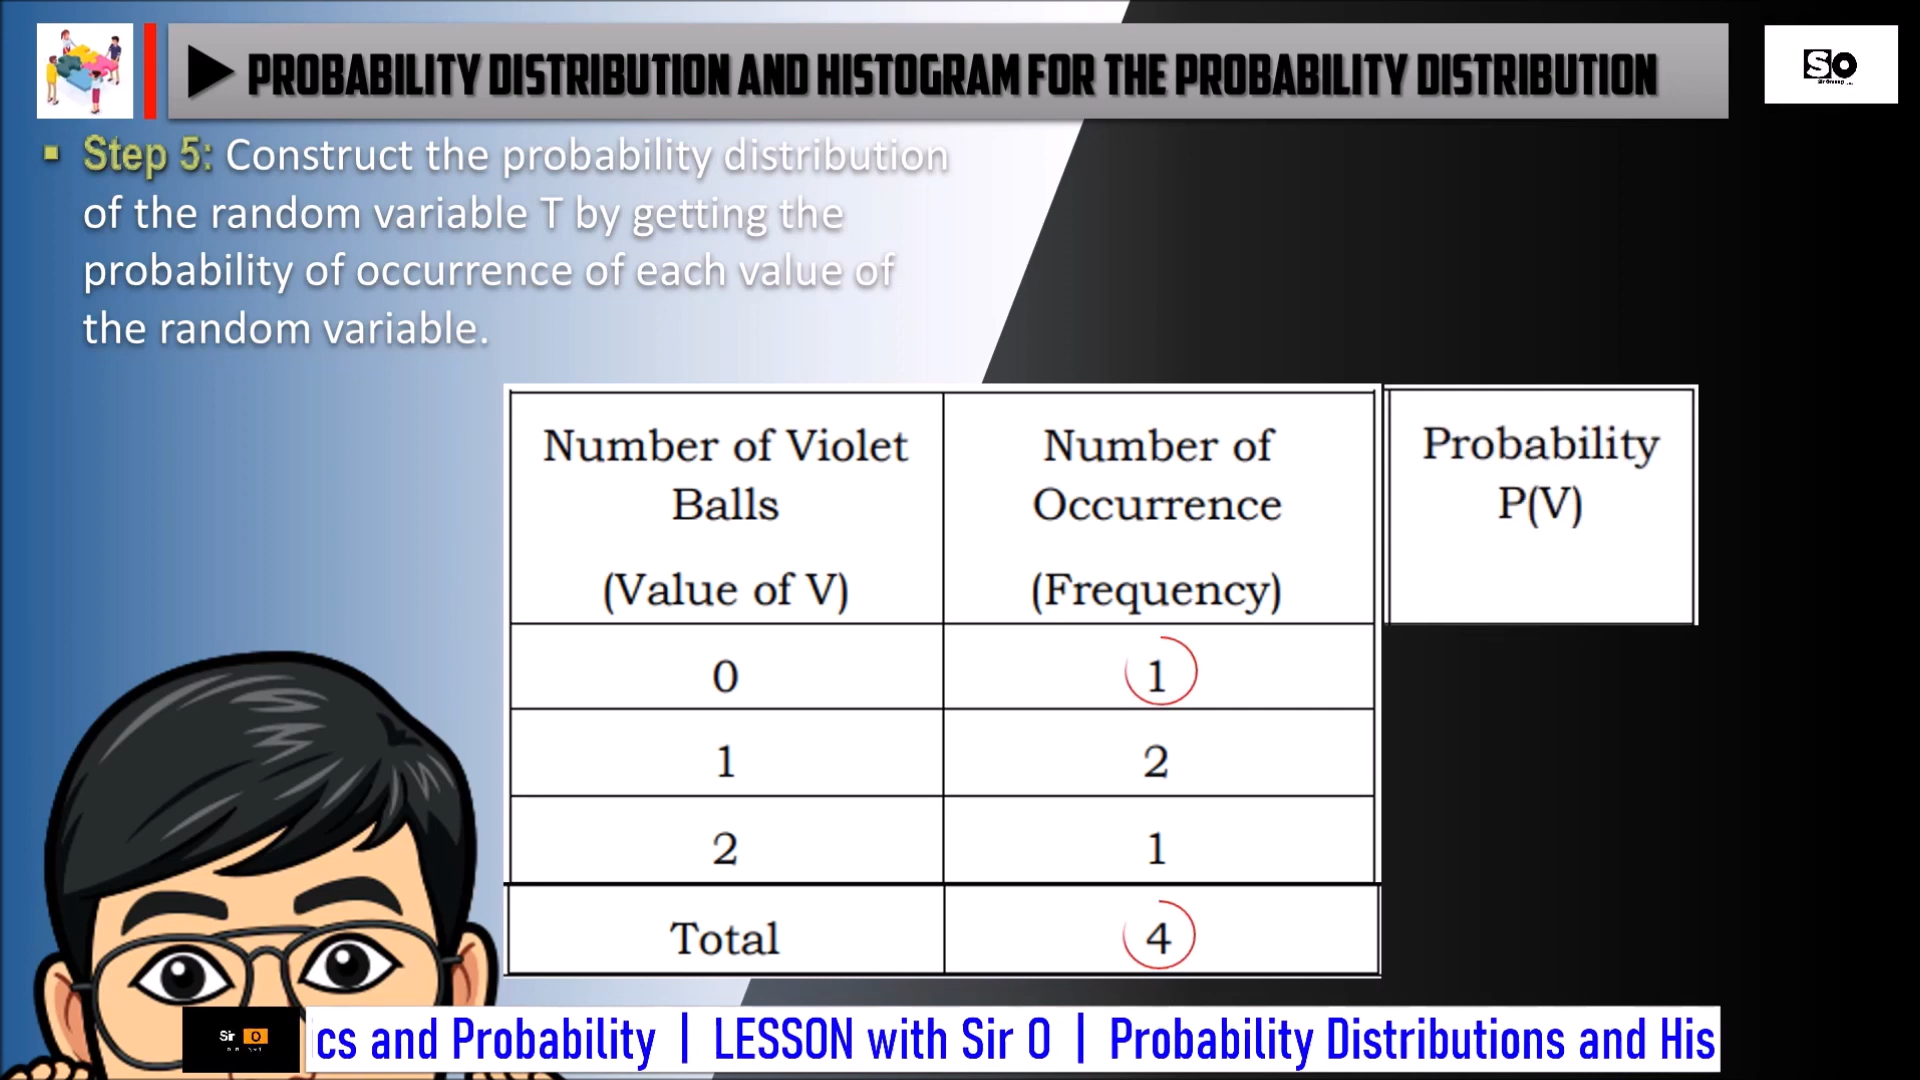 PROBABILITY DISTRIBUTION AND HISTOGRAM FOR THE PROBABILITY DISTRIBUTION
SO
Step 5: Construct the probability distribution
of the random variable T by getting the
probability of occurrence of each value of
the random variable.
Number of Violet
Balls
(Value of V)
Number of
Occurrence
(Frequency)
Probability
P(V)
0
1
1
2
2
1
Total
4
Sir O
cs and Probability | LESSON with Sir O | Probability Distributions and His